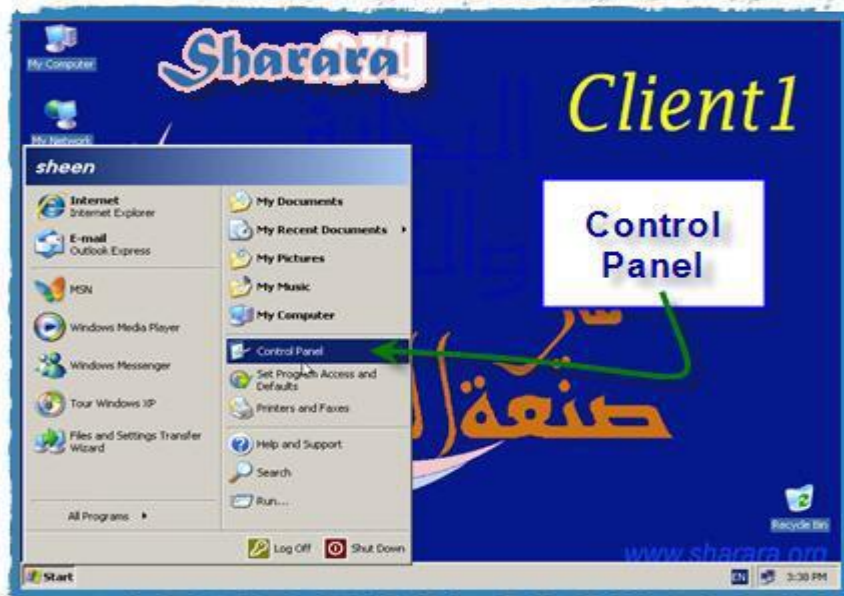 My Computer
Sharara
Client1
My Network
sheen
Internet
Internet Explorer
E-mail
Outlook Express
MSN
Windows Media Player
Windows Messenger
Tour Windows XP
Files and Settings Transfer
Wizard
All Programs
My Documents
My Recent Documents
My Pictures
My Music
My Computer
Control Panel
Set Program Access and
Defaults
Printers and Faxes
Help and Support
Search
Run...
Log Off
Shut Down
Control
Panel
صنعة
Recycle Bin
www.sharara.org
Start
EN
3:30 PM